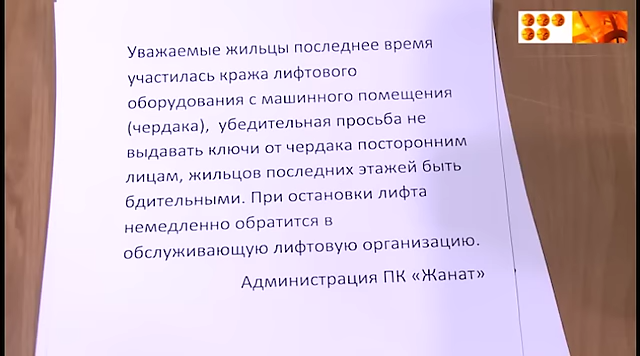 Уважаемые жильцы последнее время
участилась кража лифтового
оборудования с машинного помещения
(чердака), убедительная просьба не
выдавать ключи от чердака посторонним
лицам, жильцов последних этажей быть
бдительными. При остановки лифта
немедленно обратится в
обслуживающую лифтовую организацию.
Администрация ПК «Жанат»